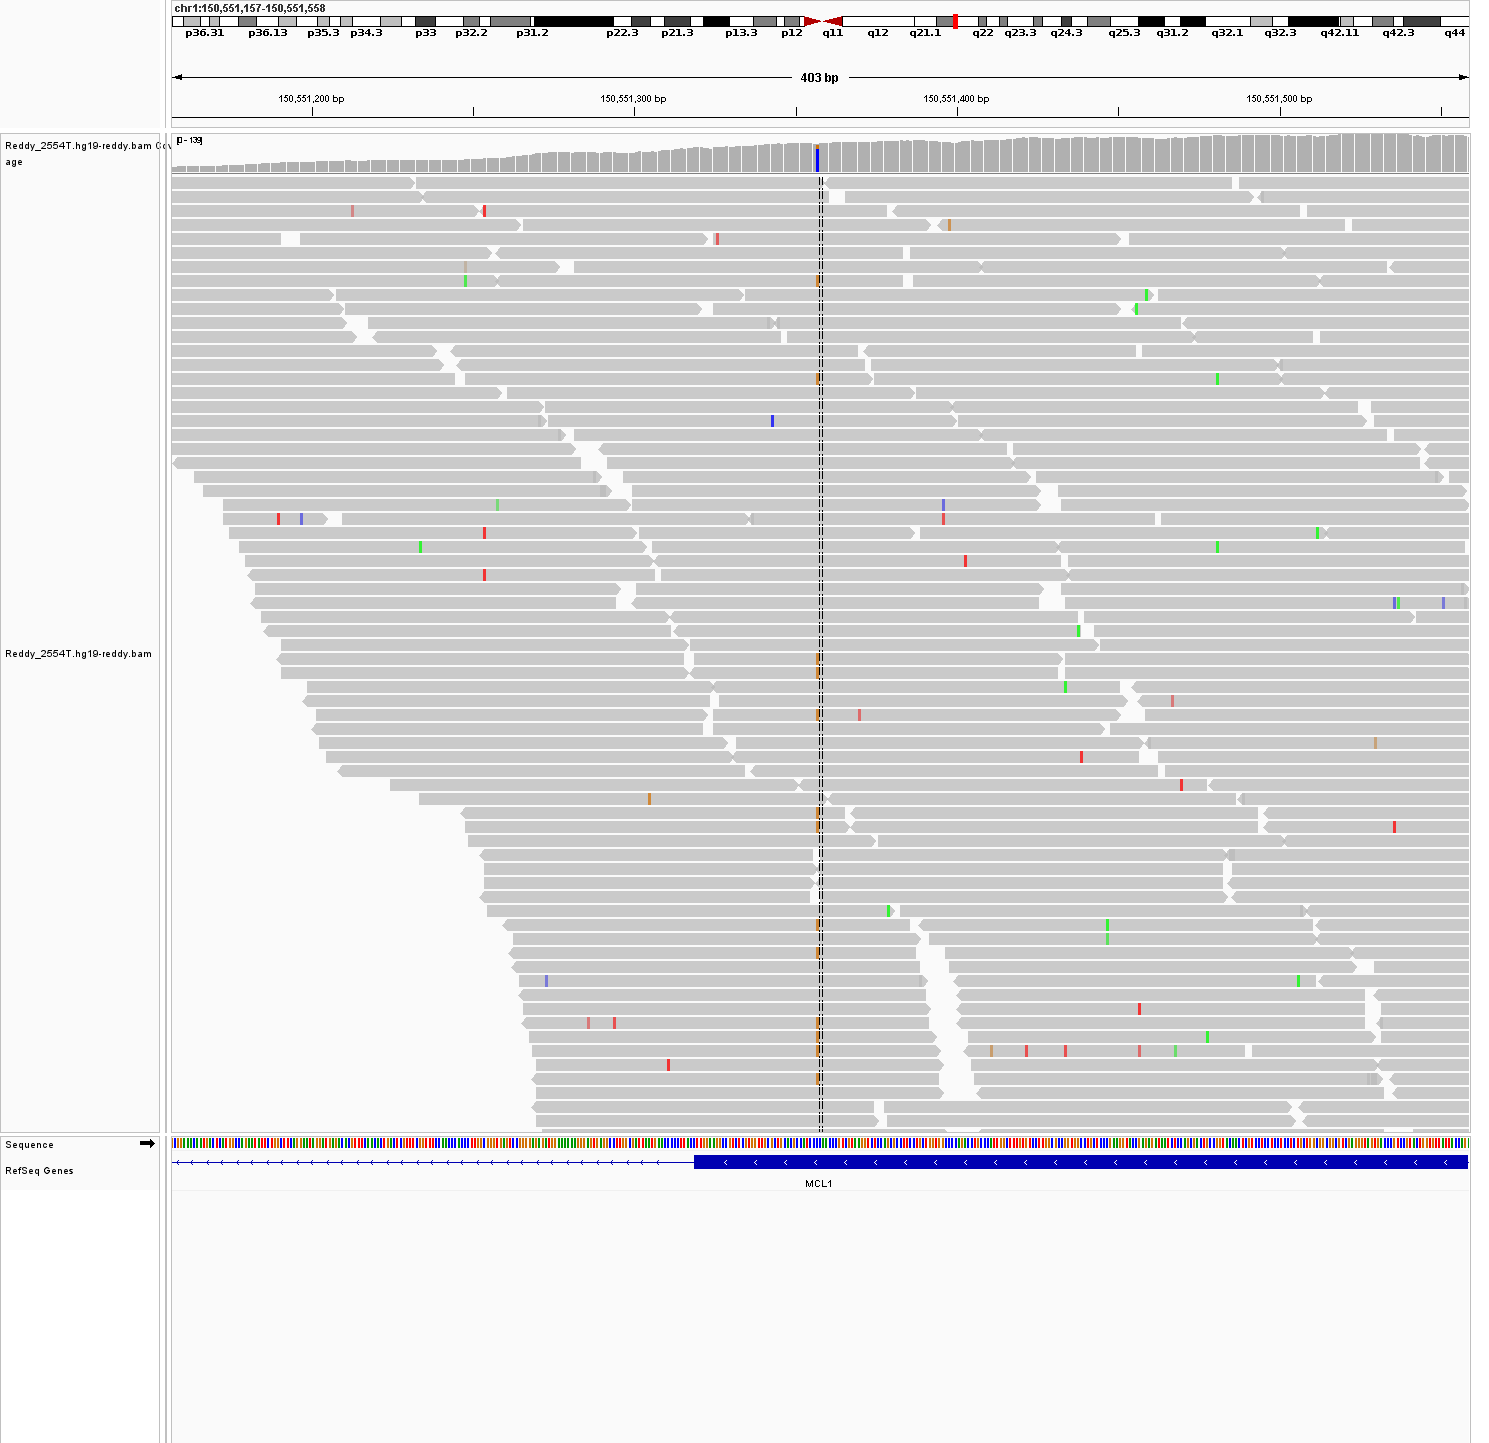 chr1:150,551,157-150,551,558
p36.31 p36.13 p35.3 p34.3 p33 p32.2 p31.2 p22.3 p21.3 p13.3 p12 q11 q12 q21.1 q22 q23.3 q24.3 q25.3 q31.2 q32.1 q32.3 q42.11 q42.3 q44
403 bp
150,551,200 bp 150,551,300 bp 150,551,400 bp 150,551,500 bp
Reddy_2554T.hg19-reddy.bam Cov
age
[0 - 139]
Reddy_2554T.hg19-reddy.bam
Sequence
RefSeq Genes
MCL1